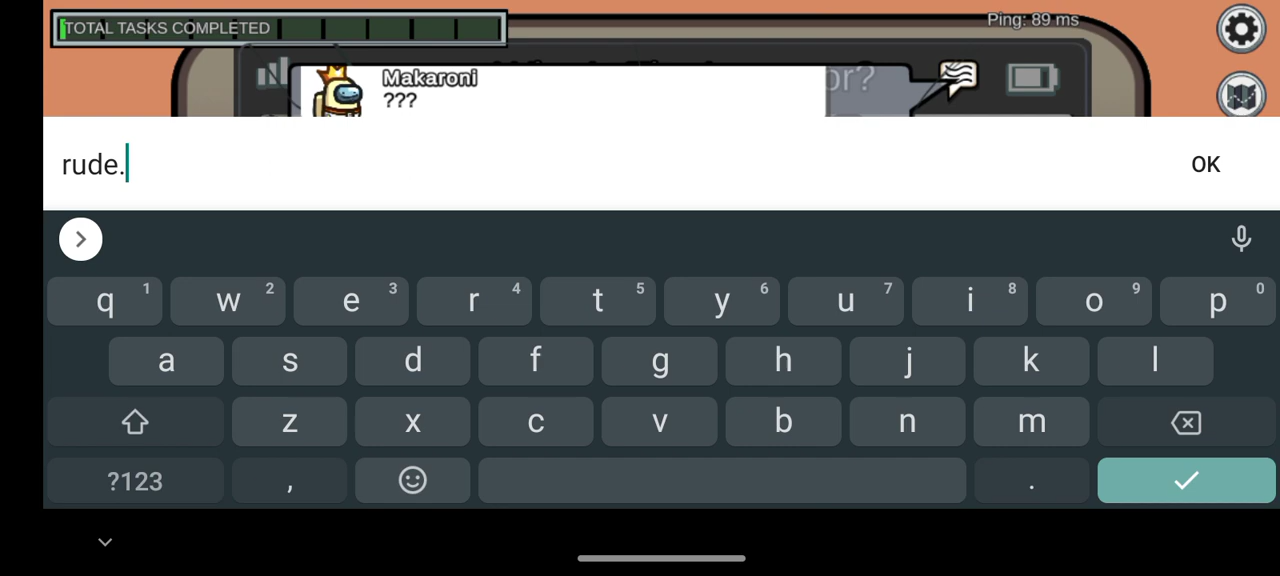 TOTAL TASKS COMPLETED
Ping: 89 ms
Makaroni
???
or?
rude.
OK
q 1 w 2 e 3 r 4 t 5 y 6 u 7 i 8 o 9 p 0
a s d f g h j k l
z x c v b n m
?123 , .